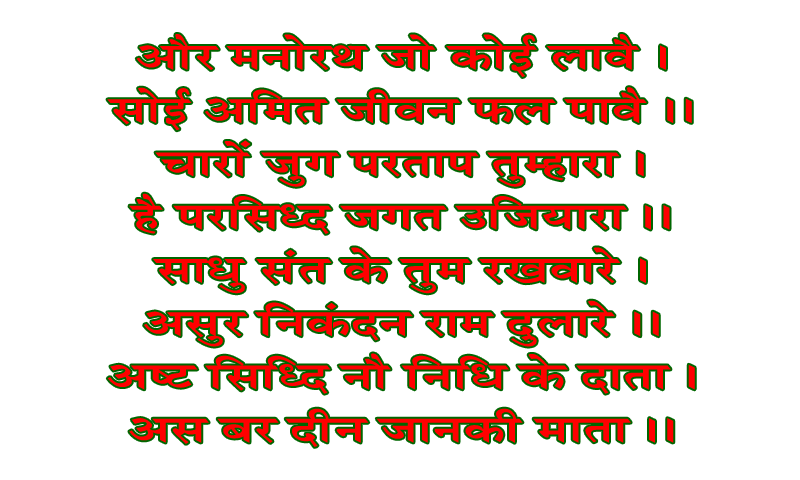 और मनोरथ जो कोई लावै ।
सोई अमित जीवन फल पावै ।।
चारों जुग परताप तुम्हारा ।
है परसिध्द जगत उजियारा ।।
साधु संत के तुम रखवारे ।
असुर निकंदन राम दुलारे ।।
अष्ट सिध्दि नौ निधि के दाता ।
अस बर दीन जानकी माता ।।